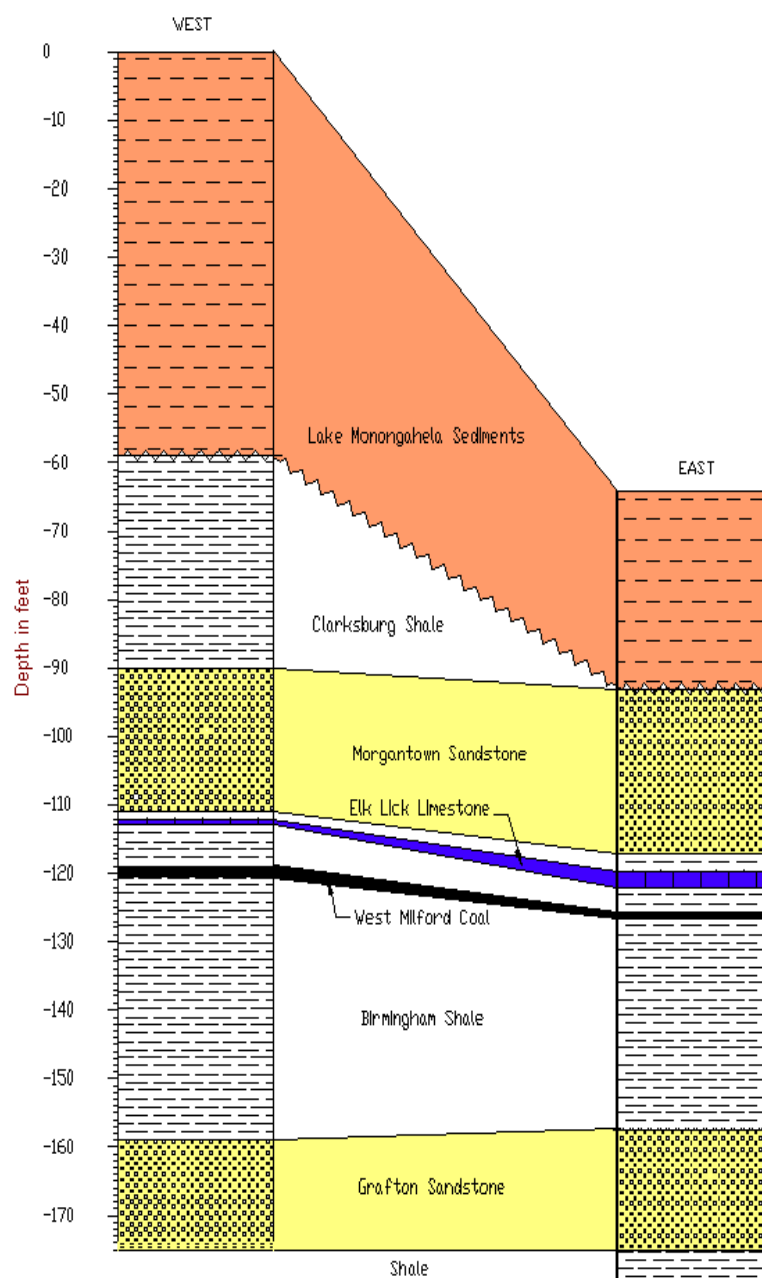 WEST
0
-10
-20
-30
-40
-50
Lake Monongahela Sediments
-60
EAST
-70
-80
Clarksburg Shale
Depth in feet
-90
-100
Morgantown Sandstone
-110
Elk Lick Limestone
-120
West Milford Coal
-130
-140
Birmingham Shale
-150
-160
Grafton Sandstone
-170
Shale